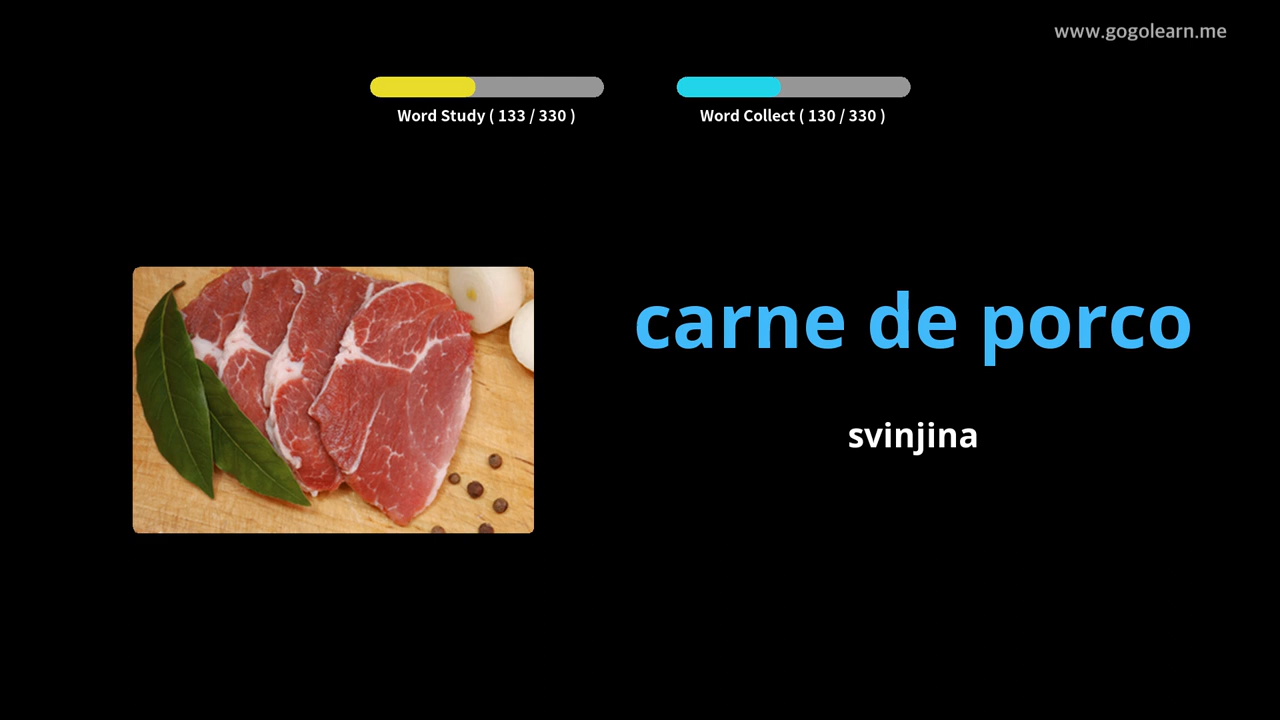 www.gogolearn.me
Word Study ( 133 / 330 )
Word Collect ( 130 / 330 )
carne de porco
svinjina